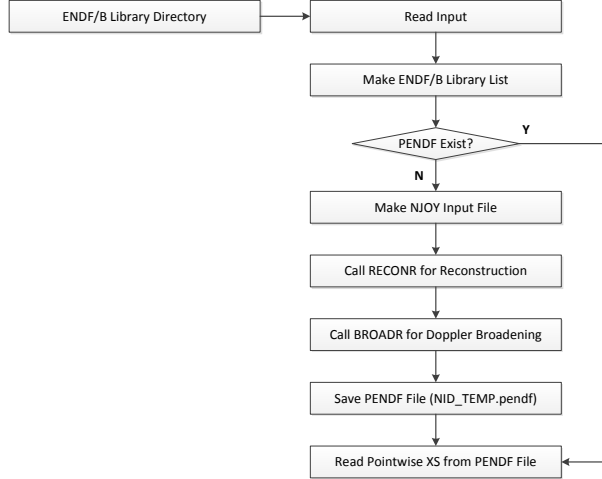 ENDF/B Library Directory
Read Input
Make ENDF/B Library List
PENDF Exist?
Y
N
Make NJOY Input File
Call RECONR for Reconstruction
Call BROADR for Doppler Broadening
Save PENDF File (NID_TEMP.pendf)
Read Pointwise XS from PENDF File